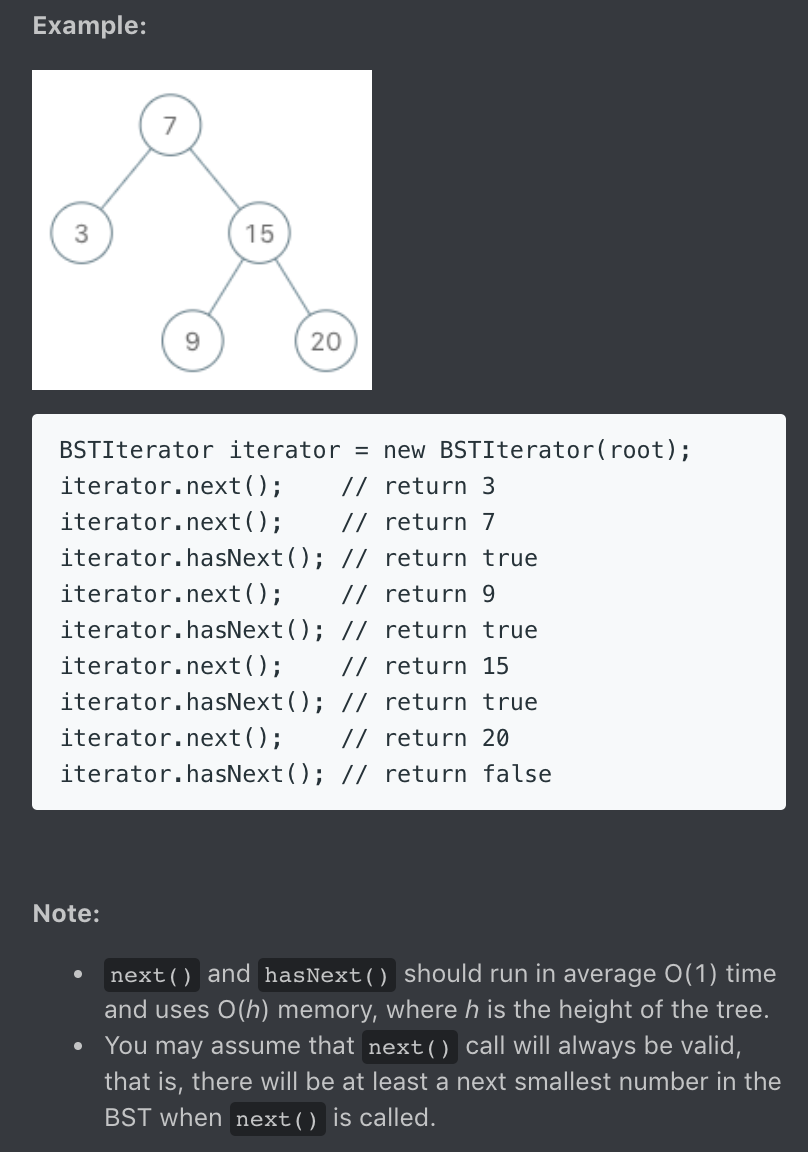 Example:
7
3
15
9
20
BSTIterator iterator = new BSTIterator(root);
iterator.next();    // return 3
iterator.next();    // return 7
iterator.hasNext(); // return true
iterator.next();    // return 9
iterator.hasNext(); // return true
iterator.next();    // return 15
iterator.hasNext(); // return true
iterator.next();    // return 20
iterator.hasNext(); // return false
Note:
• next() and hasNext() should run in average O(1) time
and uses O(h) memory, where h is the height of the tree.
• You may assume that next() call will always be valid,
that is, there will be at least a next smallest number in the
BST when next() is called.